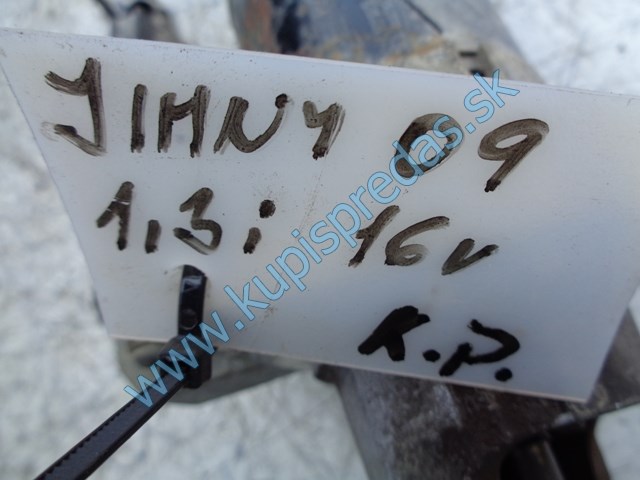 JIMNY 09
1,3i 16v
K.P.
www.kupispredas.sk